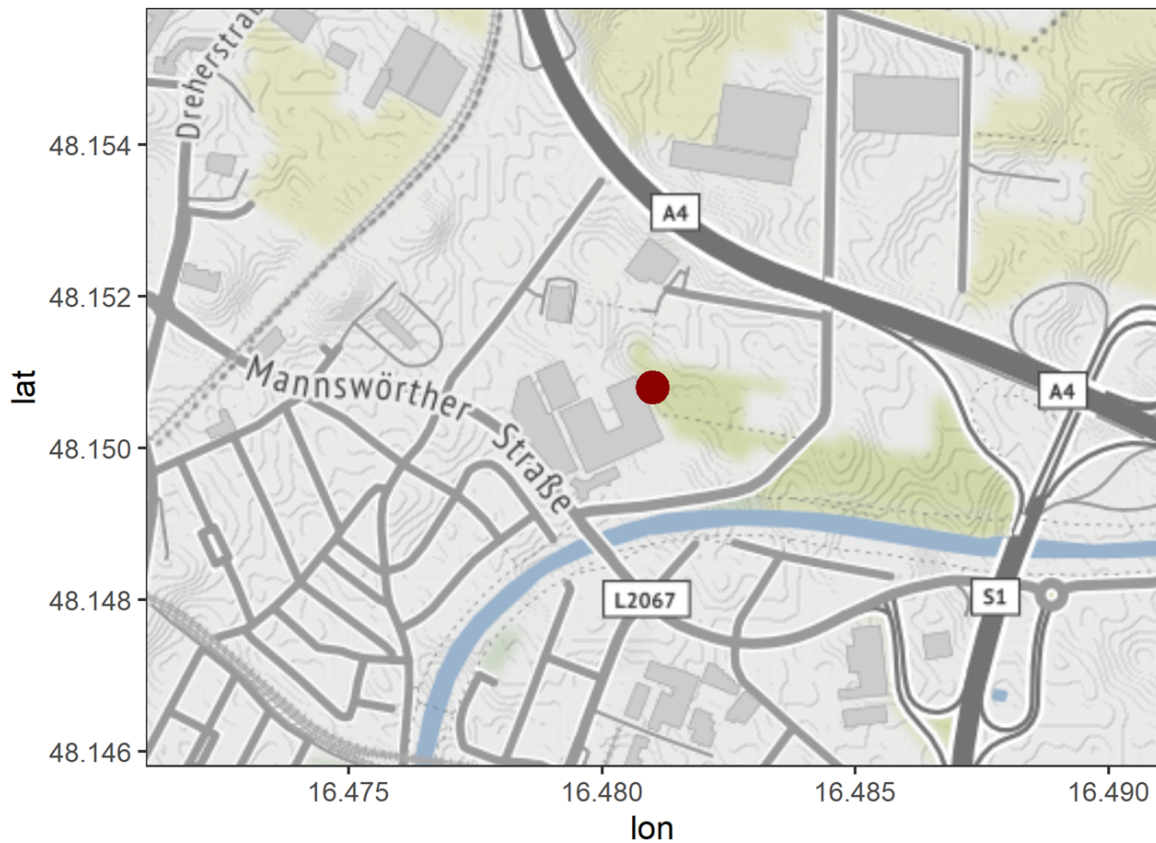 Dreherstraß
A4
A4
Mannswörther
Straße
L2067
S1
48.154
48.152
48.150
48.148
48.146
lat
16.475
16.480
16.485
16.490
lon